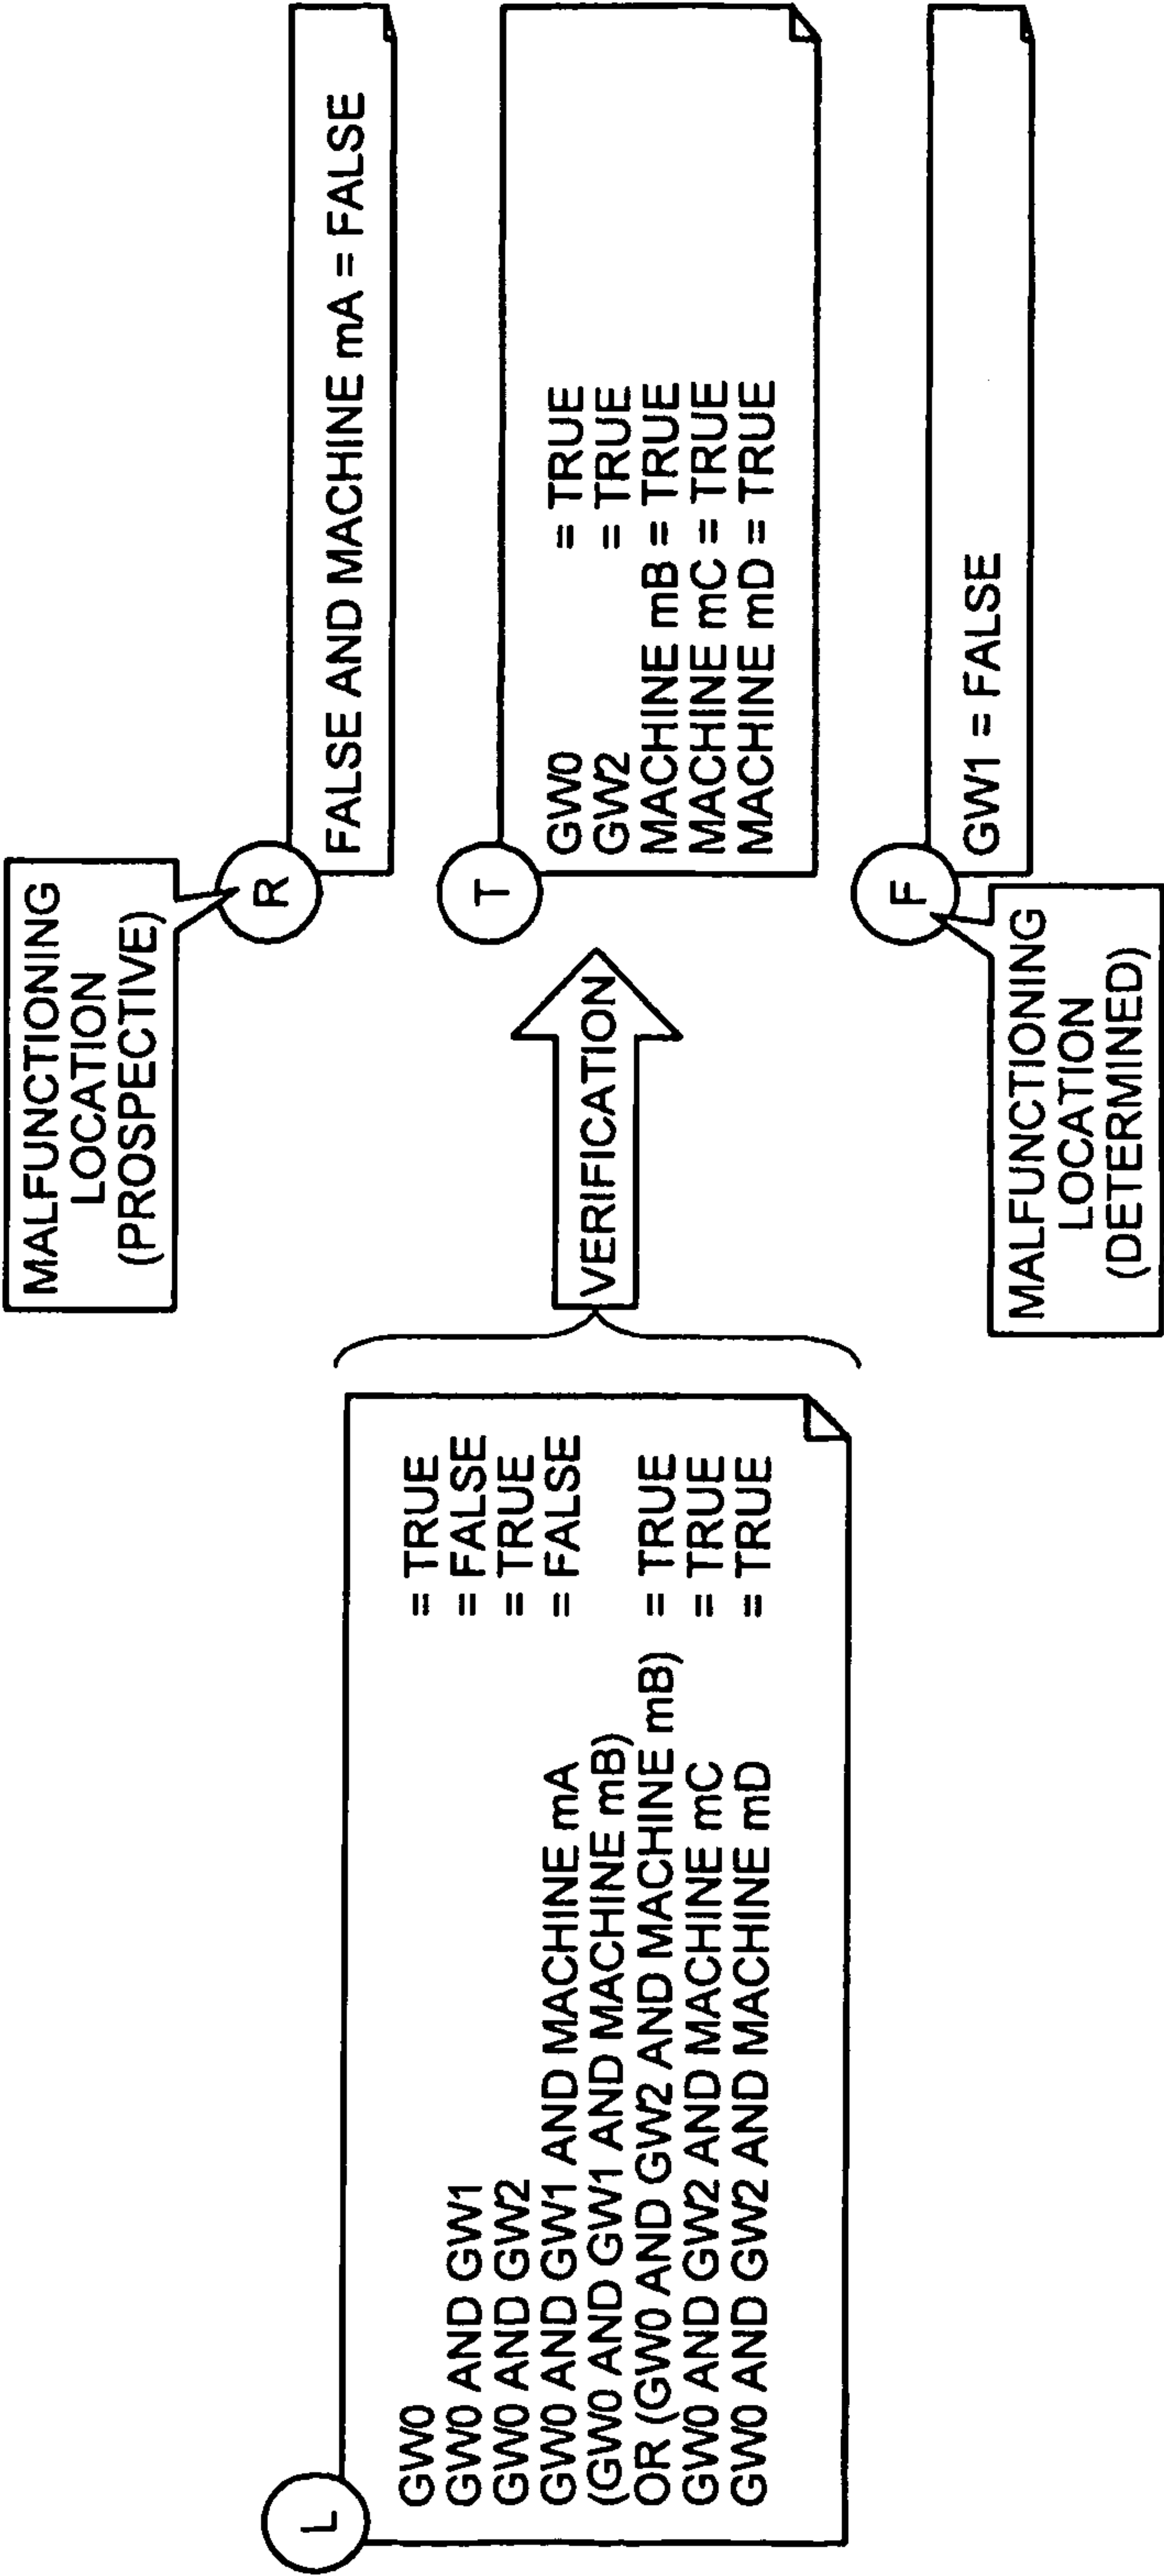 L
GW0 = TRUE
GW0 AND GW1 = FALSE
GW0 AND GW2 = TRUE
GW0 AND GW1 AND MACHINE mA = FALSE
(GW0 AND GW1 AND MACHINE mB)
OR (GW0 AND GW2 AND MACHINE mB) = TRUE
GW0 AND GW2 AND MACHINE mC = TRUE
GW0 AND GW2 AND MACHINE mD = TRUE
VERIFICATION
MALFUNCTIONING
LOCATION
(PROSPECTIVE)
R
FALSE AND MACHINE mA = FALSE
T
GW0 = TRUE
GW2 = TRUE
MACHINE mB = TRUE
MACHINE mC = TRUE
MACHINE mD = TRUE
F
GW1 = FALSE
MALFUNCTIONING
LOCATION
(DETERMINED)